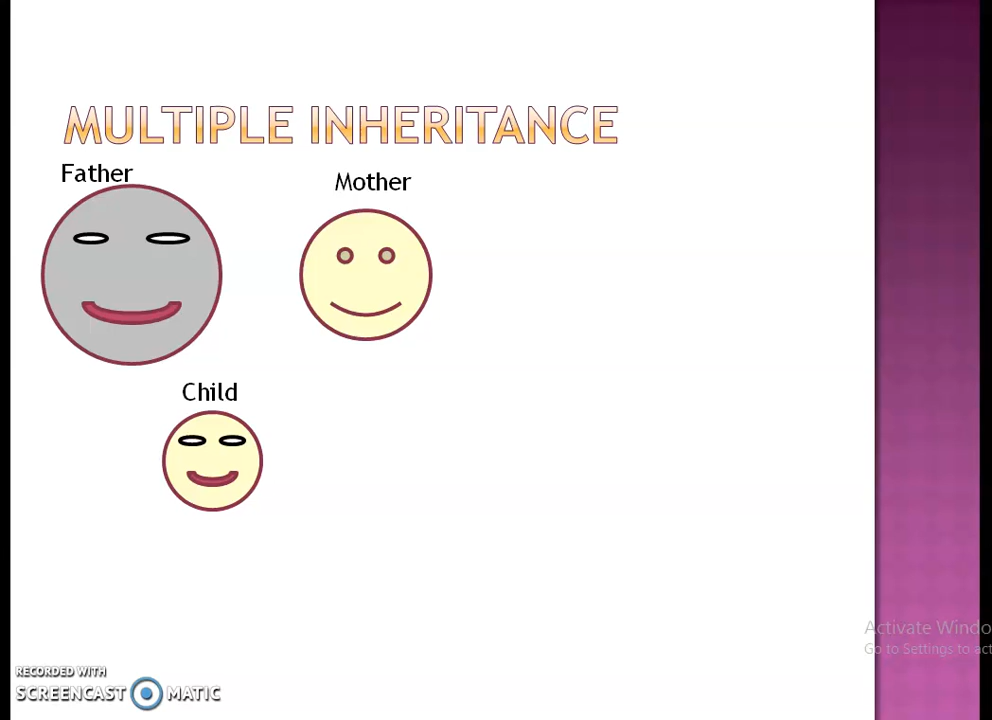 MULTIPLE INHERITANCE
Father
Mother
Child
Activate Windo
Go to Settings to act
RECORDED WITH
SCREENCAST MATIC